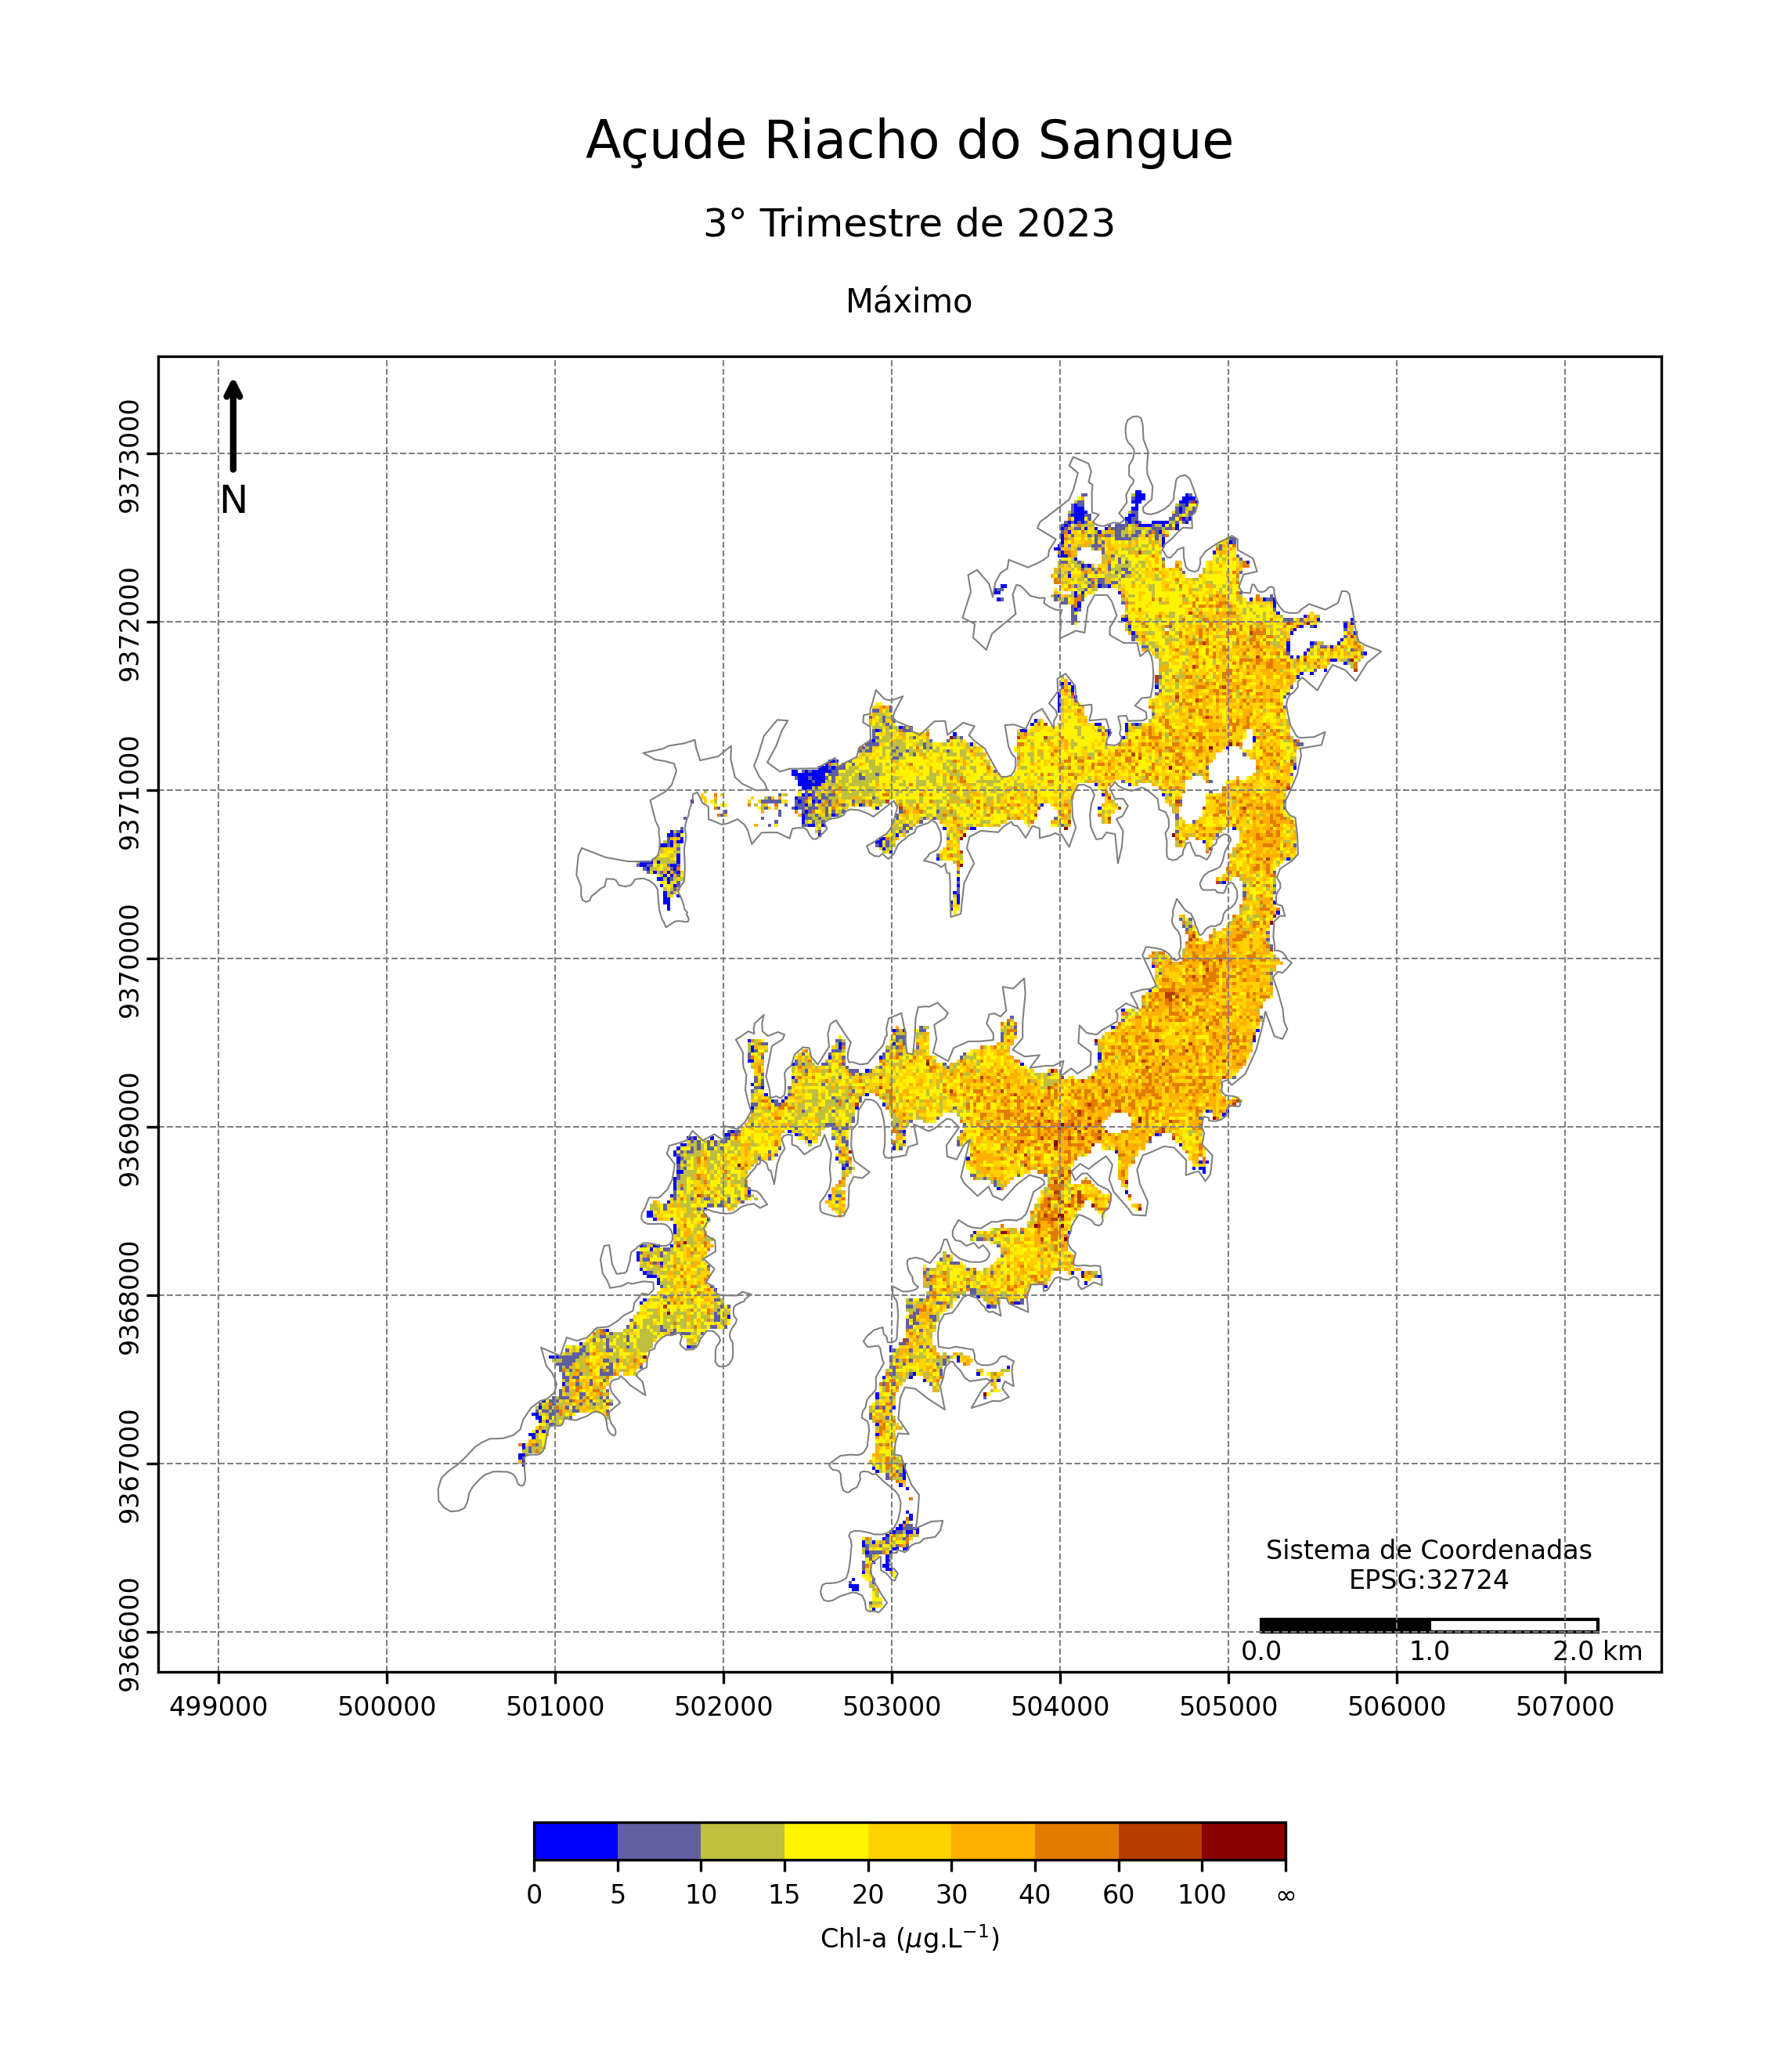 Açude Riacho do Sangue
3° Trimestre de 2023
Máximo
N
9373000
9372000
9371000
9370000
9369000
9368000
9367000
9366000
Sistema de Coordenadas
EPSG:32724
0.0 1.0 2.0 km
499000 500000 501000 502000 503000 504000 505000 506000 507000
0 5 10 15 20 30 40 60 100 ∞
Chl-a (μg.L⁻¹)